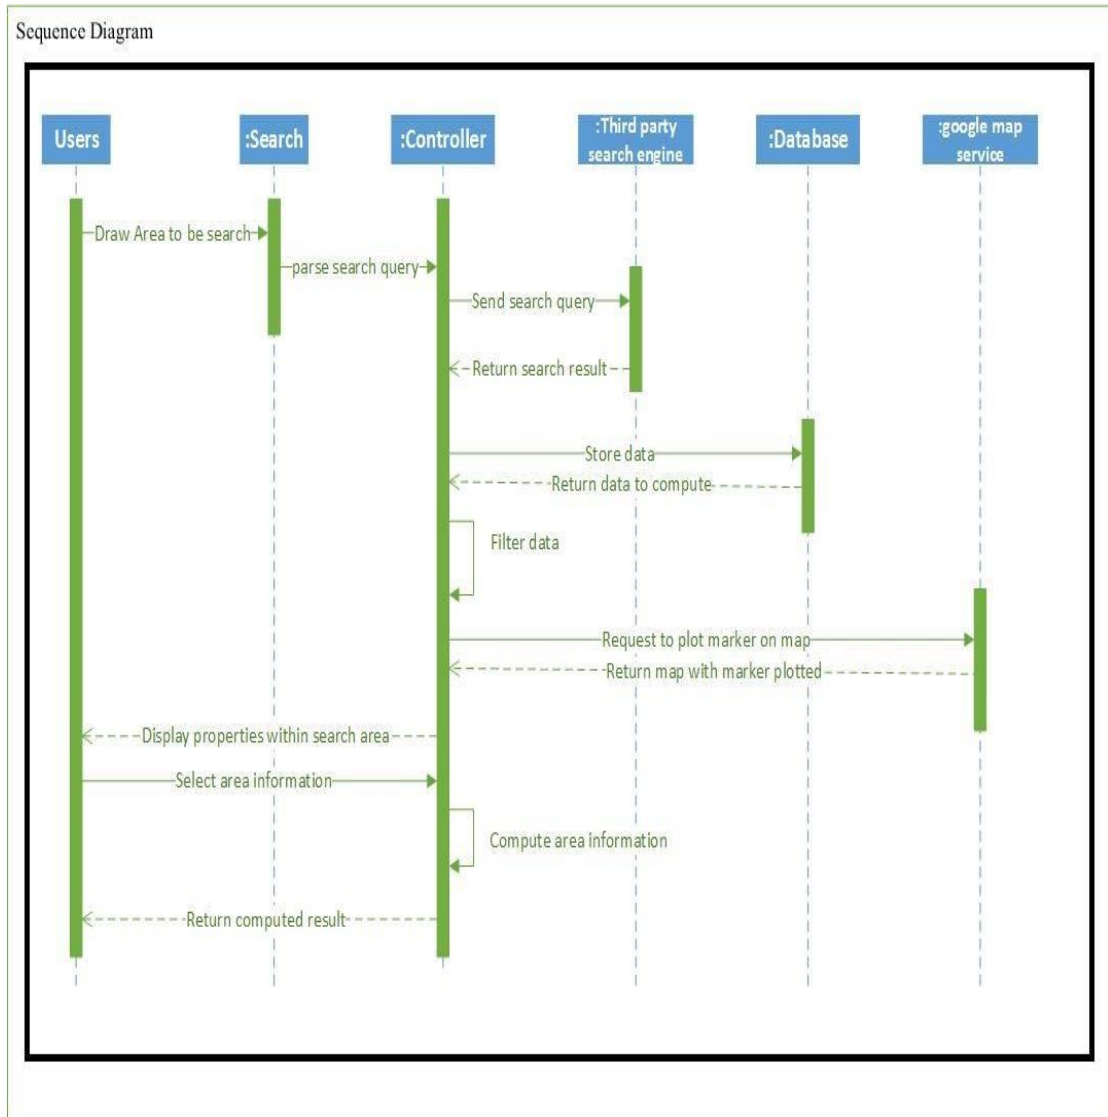 Sequence Diagram
Users
:Search
:Controller
:Third party
search engine
:Database
:google map
service
Draw Area to be search
parse search query
Send search query
Return search result
Store data
Return data to compute
Filter data
Request to plot marker on map
Return map with marker plotted
Display properties within search area
Select area information
Compute area information
Return computed result